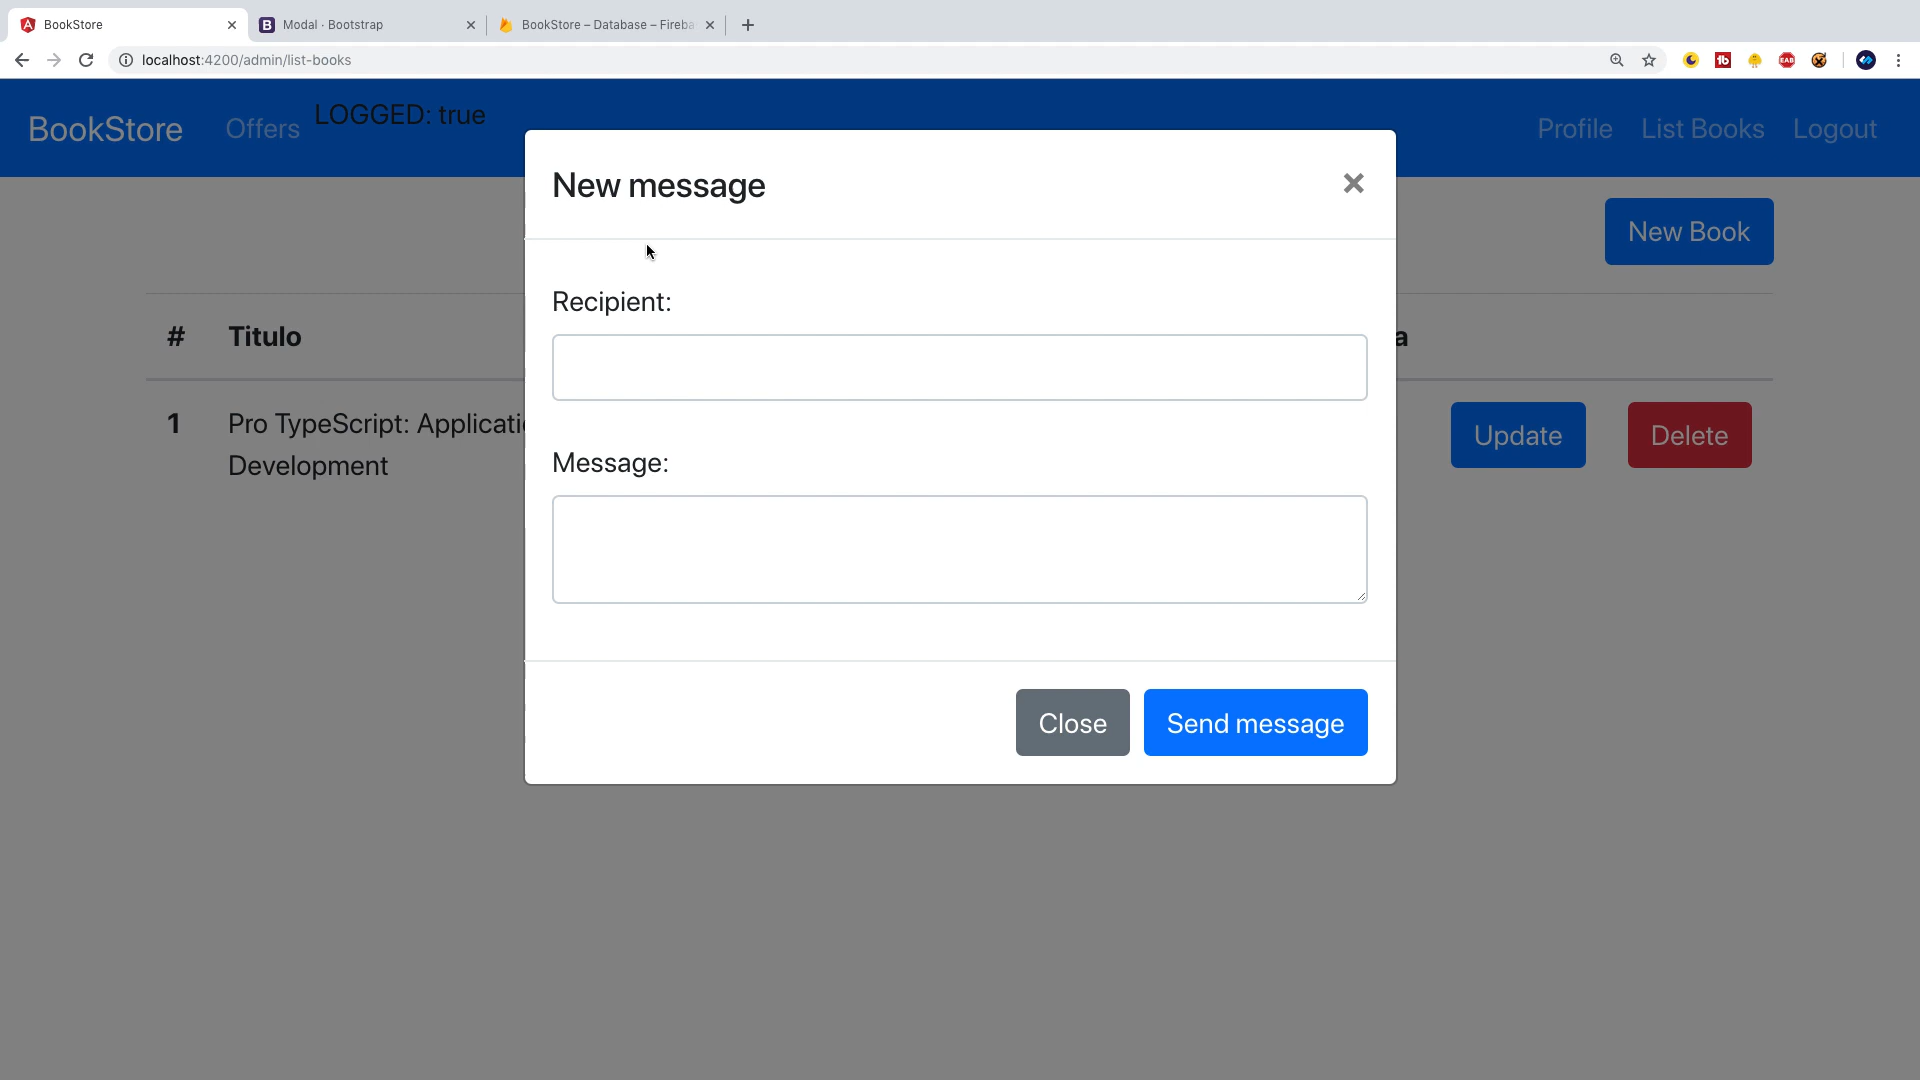 BookStore
Modal · Bootstrap
BookStore – Database – Fireba
localhost:4200/admin/list-books
BookStore
Offers
LOGGED: true
Profile
List Books
Logout
New message
×
New Book
Recipient:
# Titulo
a
1 Pro TypeScript: Applicatio
Development
Update
Delete
Message:
Close
Send message